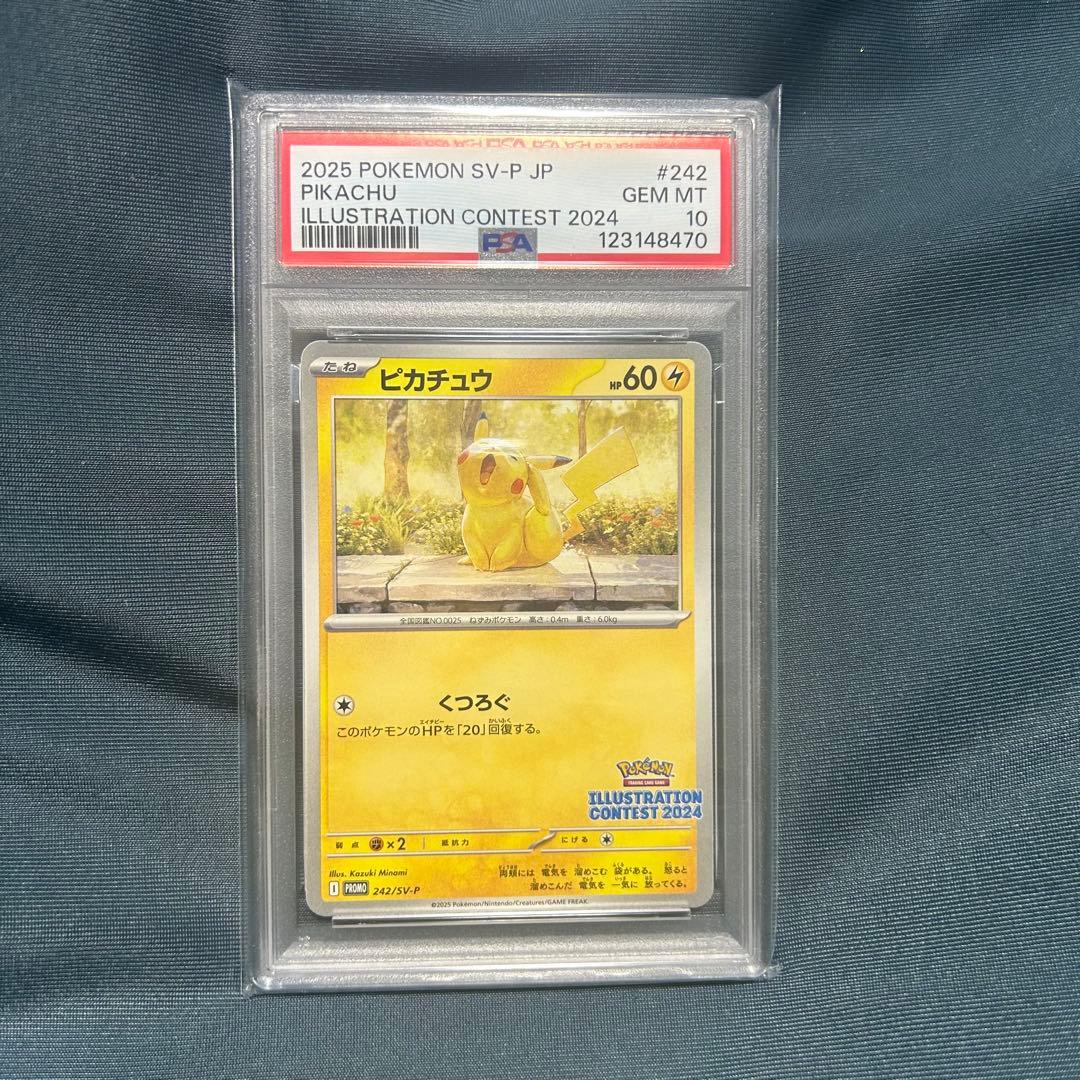 2025 POKEMON SV-P JP #242
PIKACHU GEM MT
ILLUSTRATION CONTEST 2024 10
PSA 123148470
たね ピカチュウ HP60
全国図鑑NO.0025 ねずみポケモン 高さ:0.4m 重さ:6.0kg
くつろぐ
このポケモンのHPを「20」回復する。
Pokémon
TRADING CARD GAME
ILLUSTRATION
CONTEST 2024
弱点 ×2 抵抗力 にげる
Illus. Kazuki Minami
両頬には 電気を 溜めこむ 袋がある。 怒ると
溜めこんだ 電気を 一気に 放ってくる。
I PROMO 242/SV-P
©2025 Pokémon/Nintendo/Creatures/GAME FREAK.